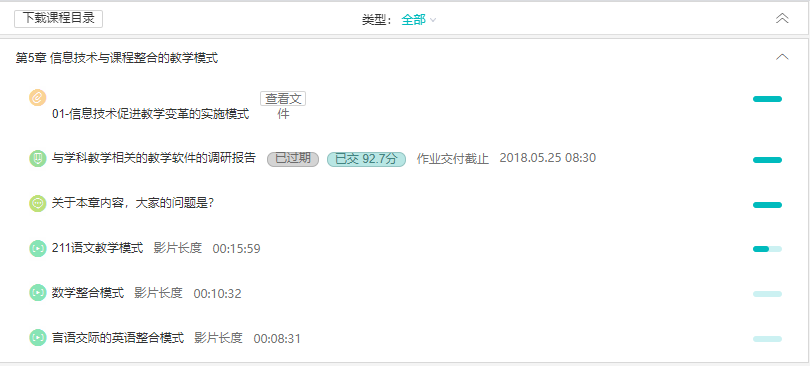 下载课程目录 类型： 全部
第5章 信息技术与课程整合的教学模式
01-信息技术促进教学变革的实施模式 查看文件
与学科教学相关的教学软件的调研报告 已过期 已交 92.7分 作业交付截止 2018.05.25 08:30
关于本章内容，大家的问题是?
211语文教学模式 影片长度 00:15:59
数学整合模式 影片长度 00:10:32
言语交际的英语整合模式 影片长度 00:08:31